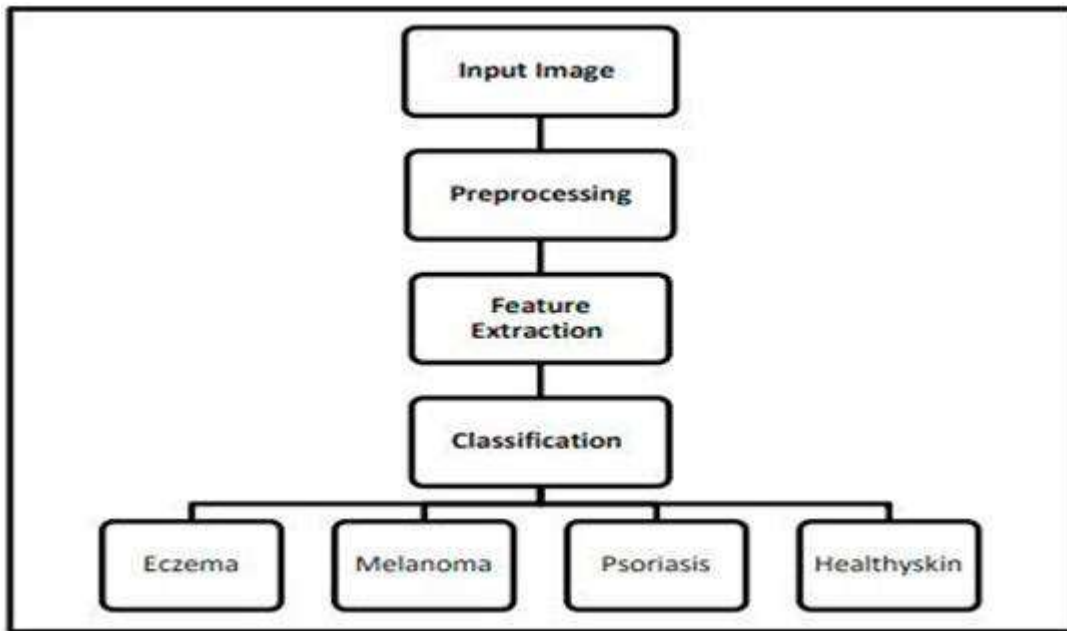 Input Image
Preprocessing
Feature
Extraction
Classification
Eczema
Melanoma
Psoriasis
Healthyskin